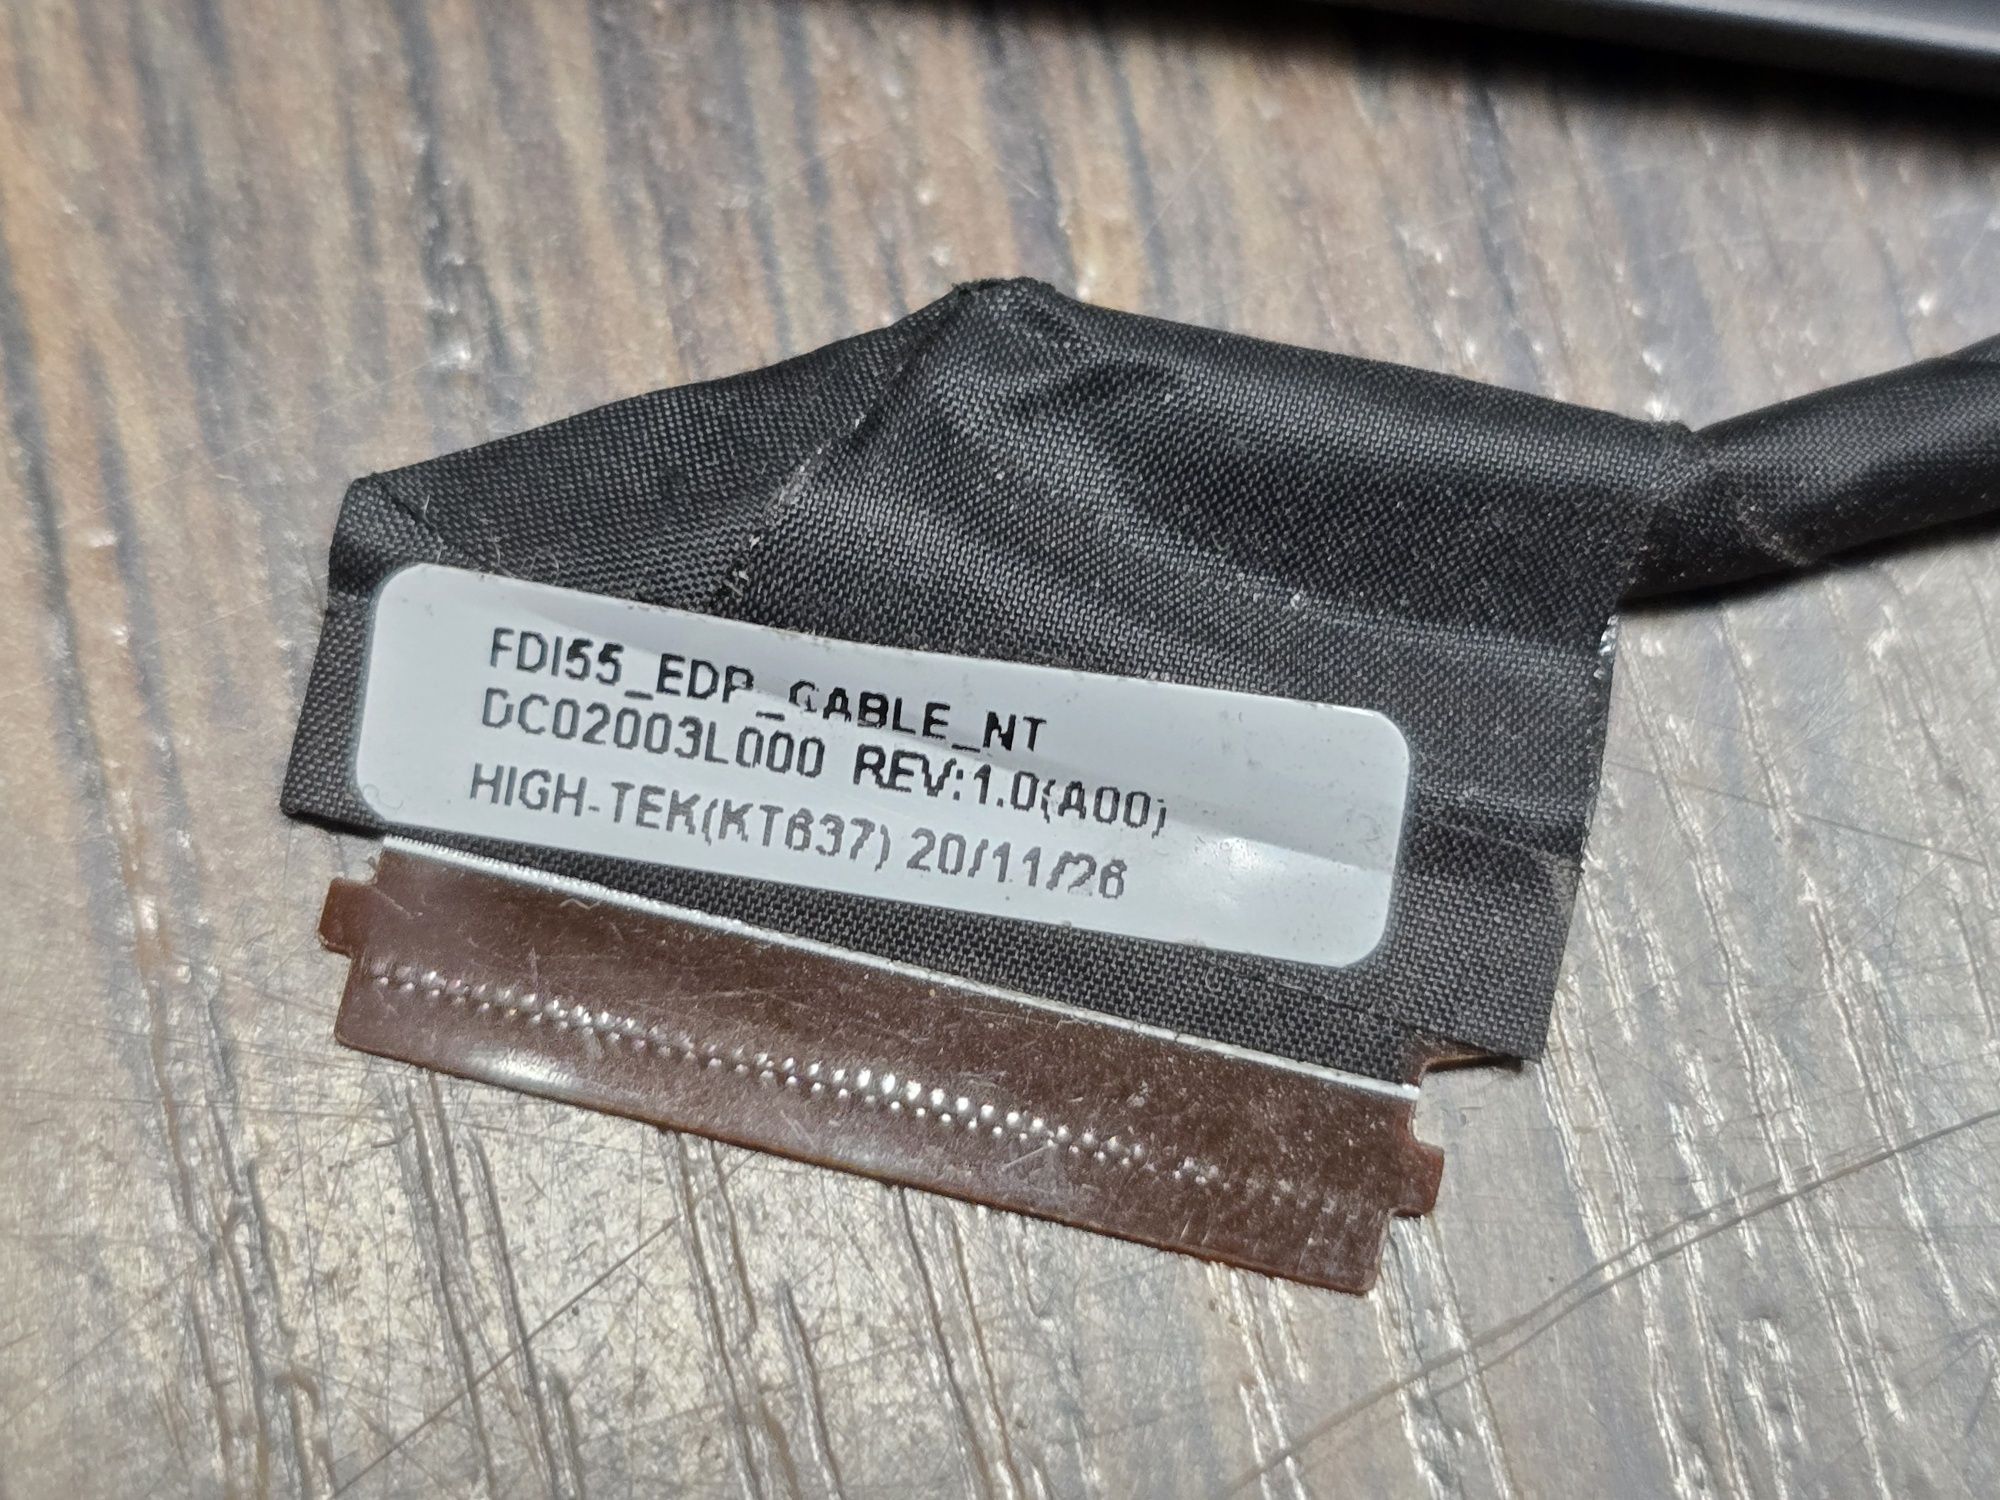 FDI55_EDP_CABLE_NT
DC02003L000 REV:1.0(A00)
HIGH-TEK(KT637) 20/11/26